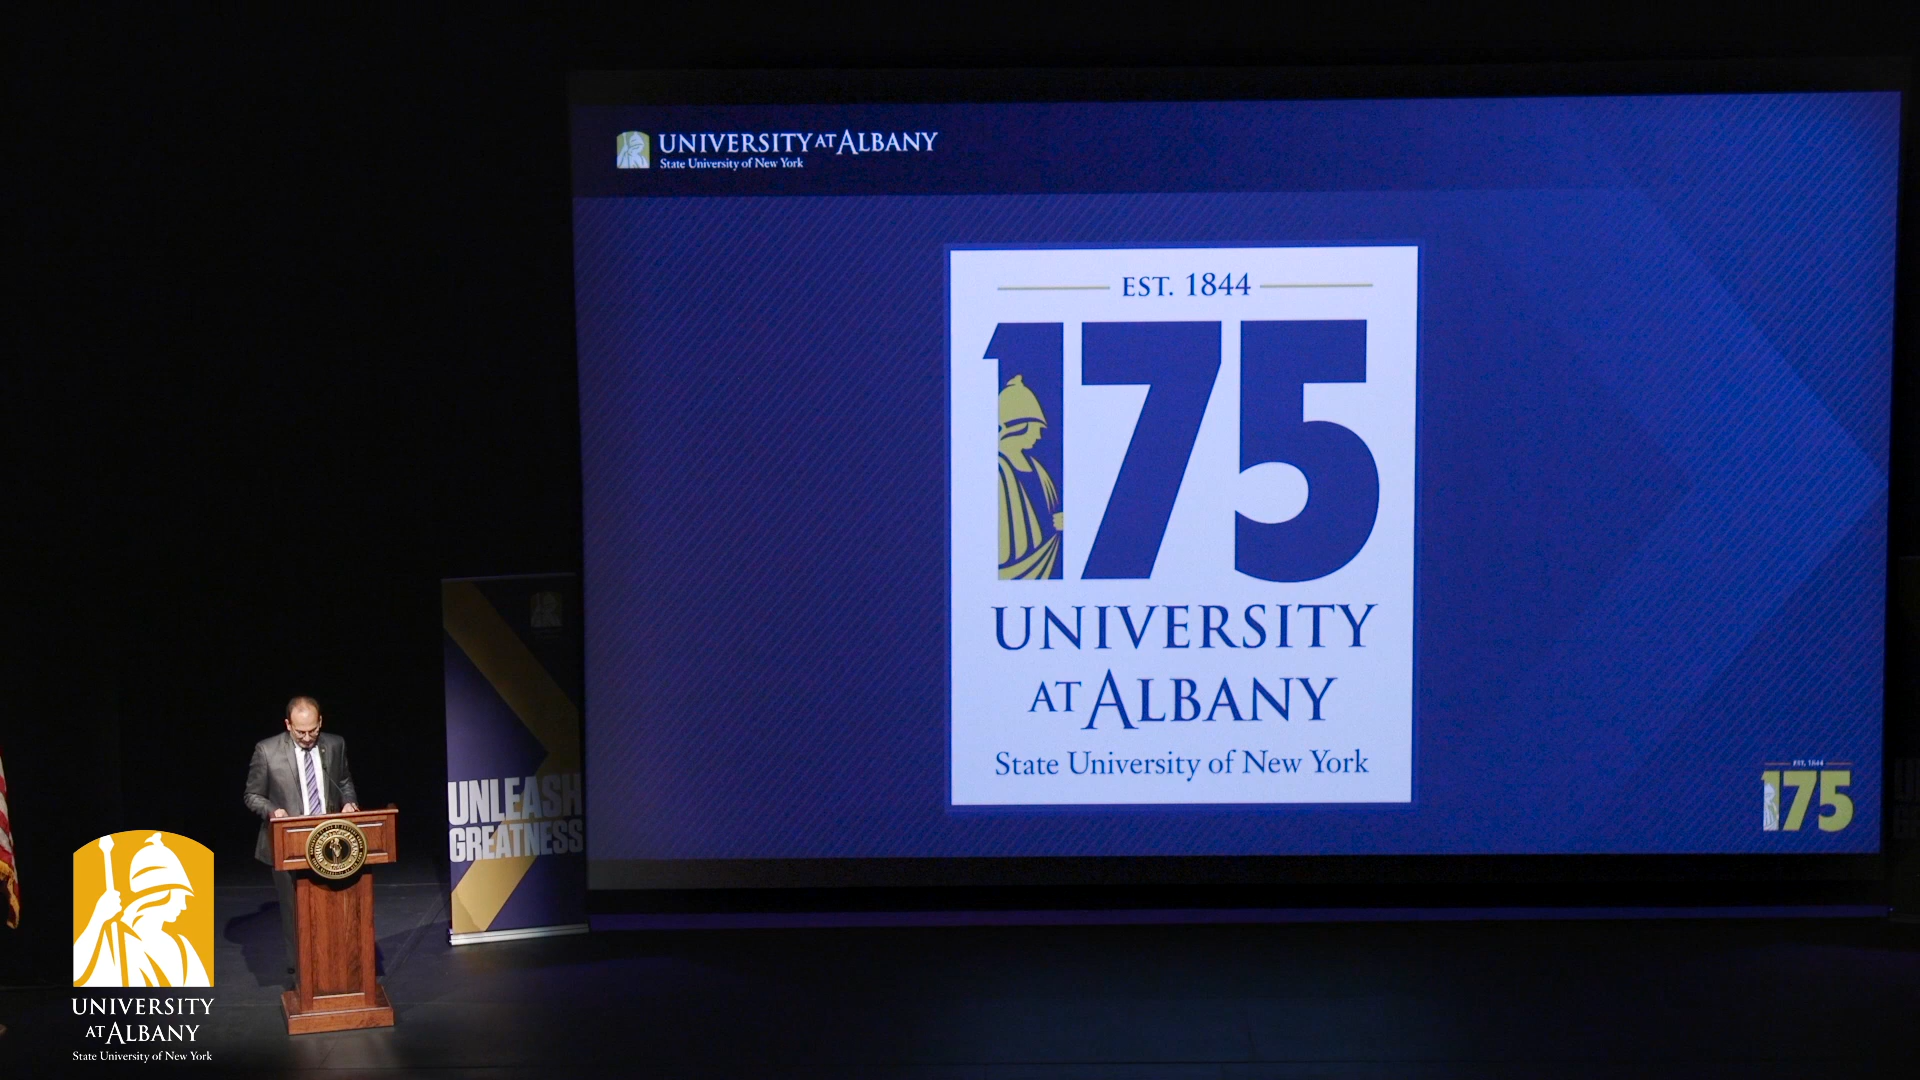 UNIVERSITY AT ALBANY
State University of New York
EST. 1844
175
UNIVERSITY
AT ALBANY
State University of New York
EST. 1844
175
UNLEASH
GREATNESS
UNIVERSITY
AT ALBANY
State University of New York